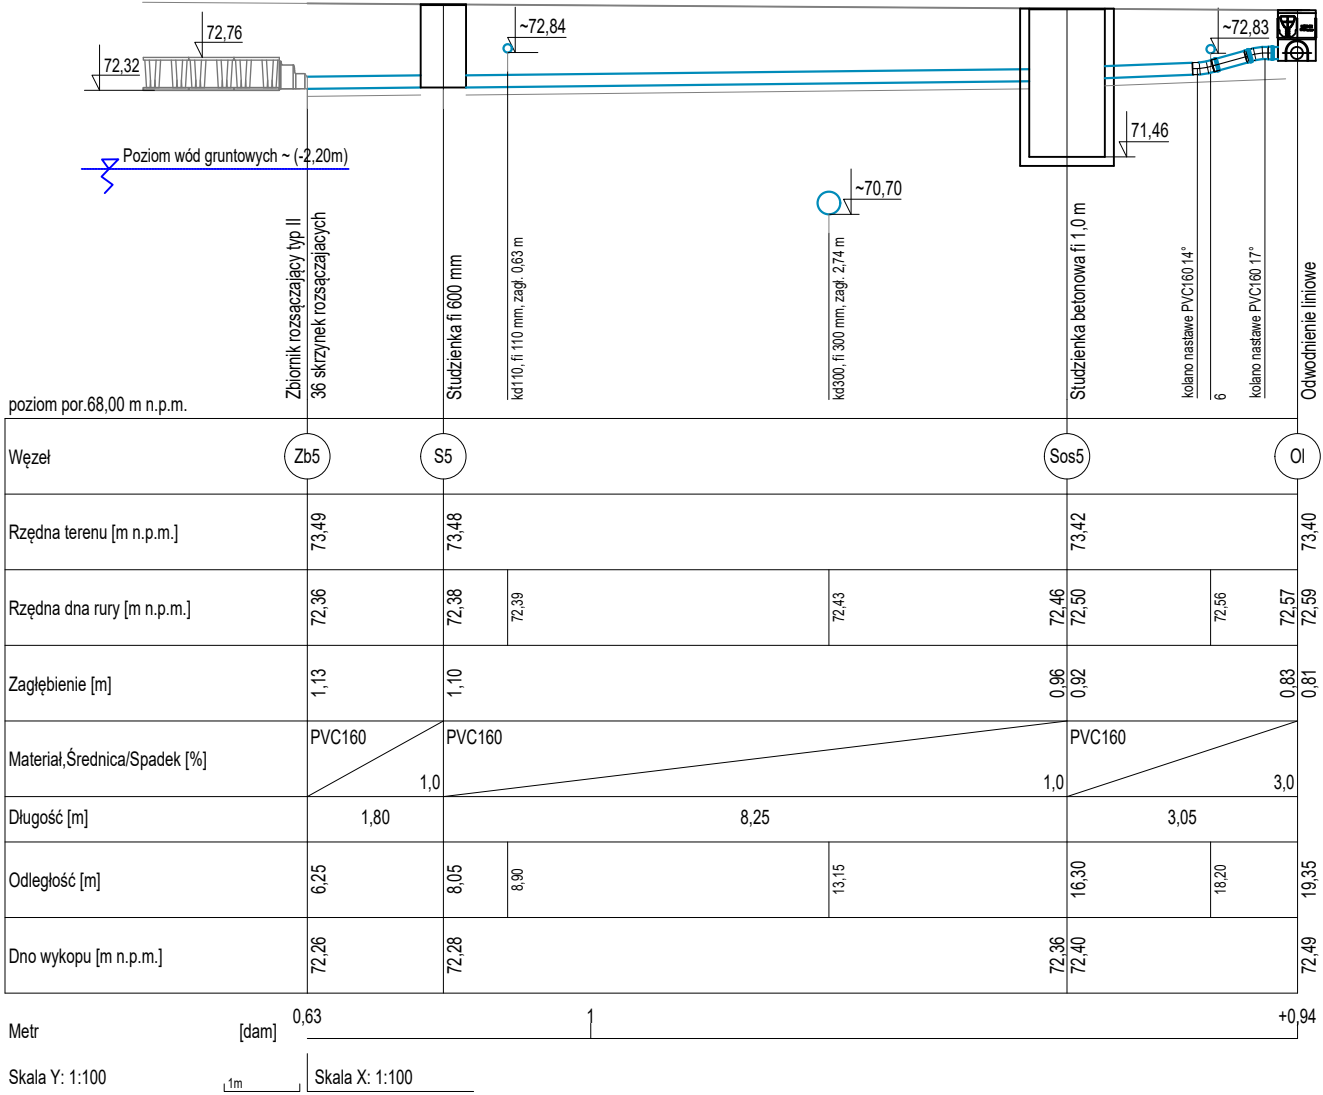 72,76
72,32
~72,84
~72,83
71,46
~70,70
Poziom wód gruntowych ~ (-2,20m)
Zbiornik rozsączający typ II
36 skrzynek rozsączajacych
Studzienka fi 600 mm
kd110, fi 110 mm, zagł. 0,63 m
kd300, fi 300 mm, zagł. 2,74 m
Studzienka betonowa fi 1,0 m
kolano nastawe PVC160 14°
6
kolano nastawe PVC160 17°
Odwodnienie liniowe
poziom por.68,00 m n.p.m.
Węzeł Zb5 S5 Sos5 Ol
Rzędna terenu [m n.p.m.] 73,49 73,48 73,42 73,40
Rzędna dna rury [m n.p.m.] 72,36 72,38 72,39 72,43 72,46 72,50 72,56 72,57 72,59
Zagłębienie [m] 1,13 1,10 0,96 0,92 0,83 0,81
Materiał,Średnica/Spadek [%] PVC160 1,0 PVC160 1,0 PVC160 3,0
Długość [m] 1,80 8,25 3,05
Odległość [m] 6,25 8,05 8,90 13,15 16,30 18,20 19,35
Dno wykopu [m n.p.m.] 72,26 72,28 72,36 72,40 72,49
Metr [dam] 0,63 1 +0,94
Skala Y: 1:100 1m Skala X: 1:100